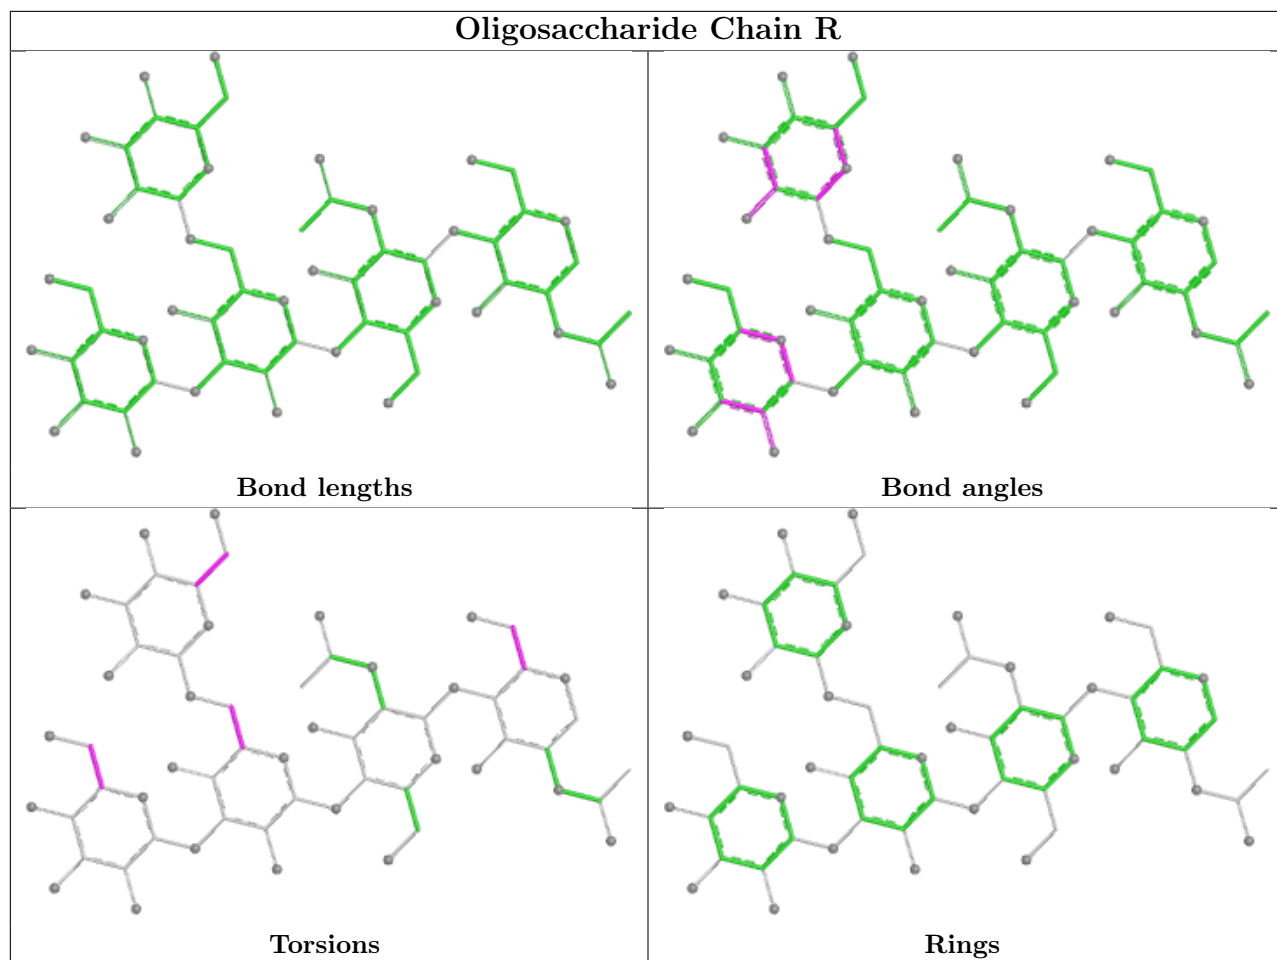 Oligosaccharide Chain R
Bond lengths
Bond angles
Torsions
Rings